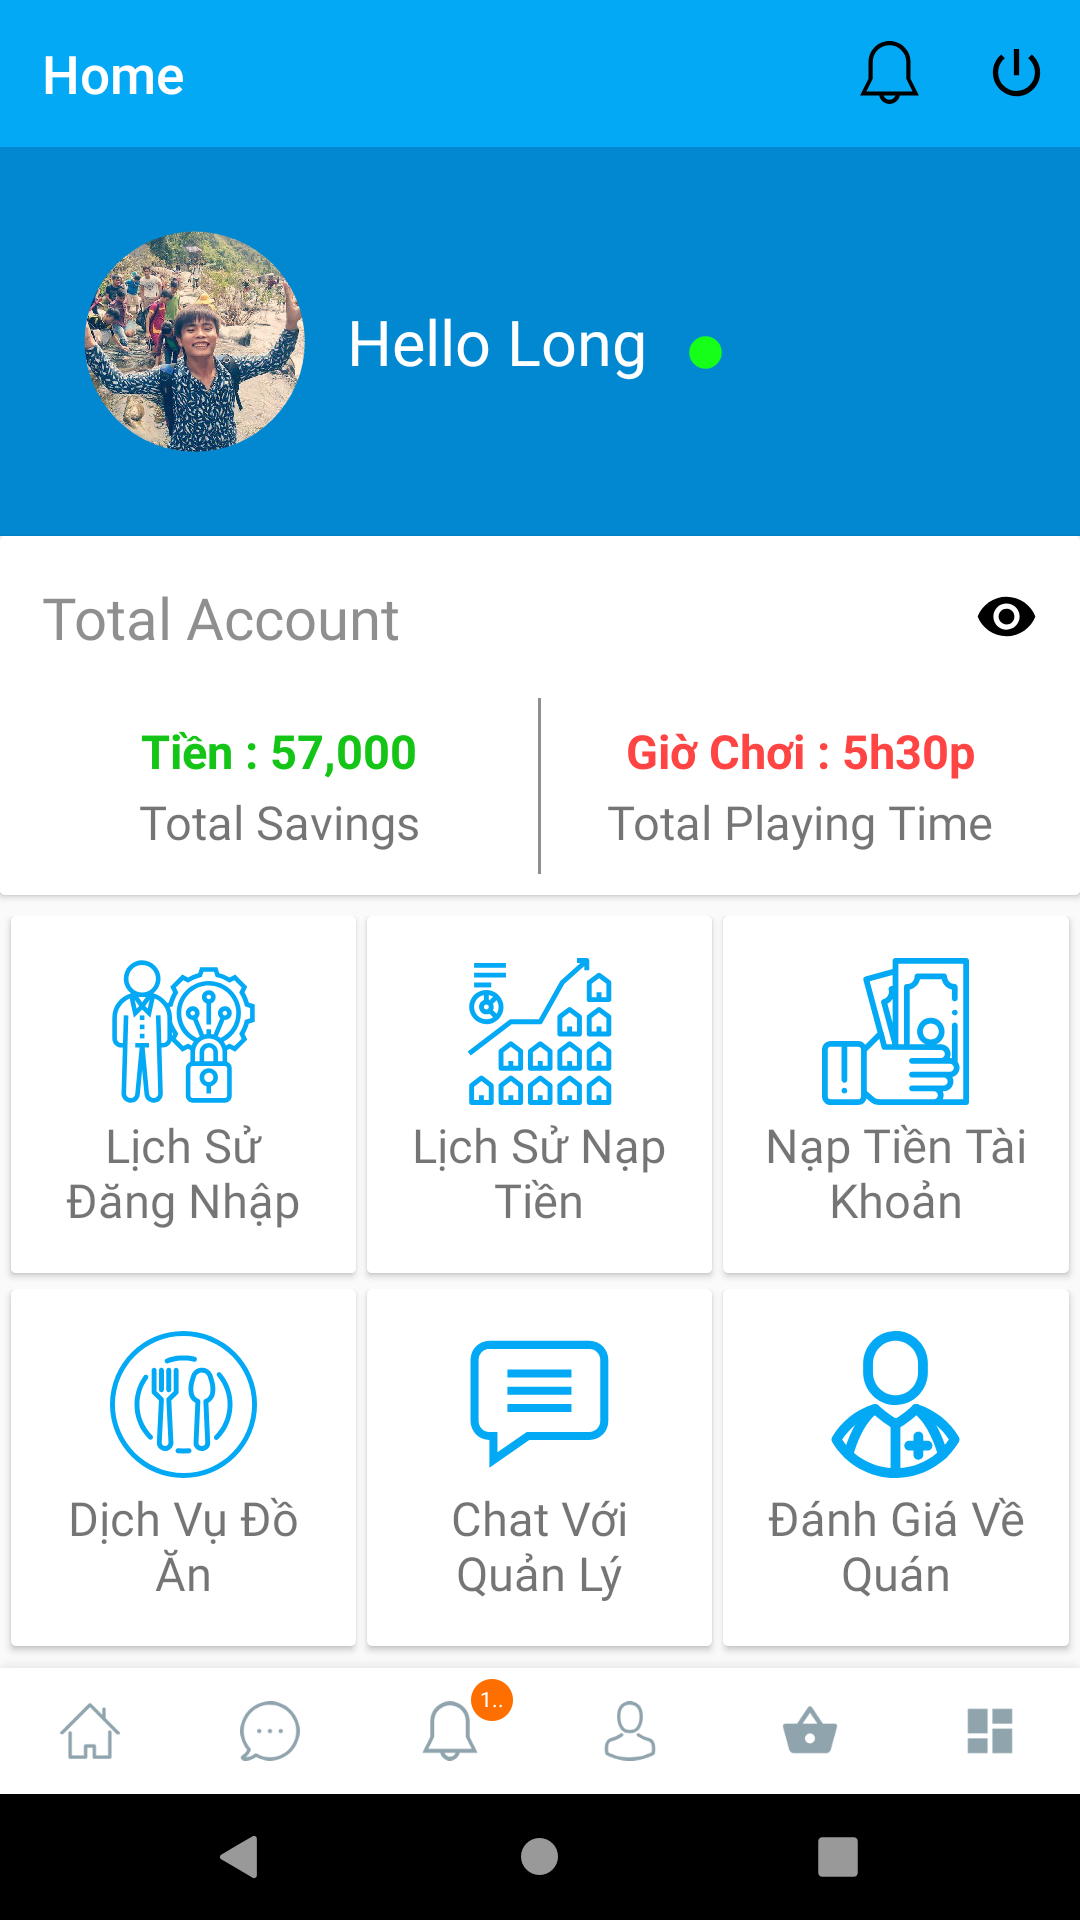 Home
Hello Long
Total Account
Tiền : 57,000
Total Savings
Giờ Chơi : 5h30p
Total Playing Time
Lịch Sử
Đăng Nhập
Lịch Sử Nạp
Tiền
Nạp Tiền Tài
Khoản
Dịch Vụ Đồ
Ăn
Chat Với
Quản Lý
Đánh Giá Về
Quán
1..